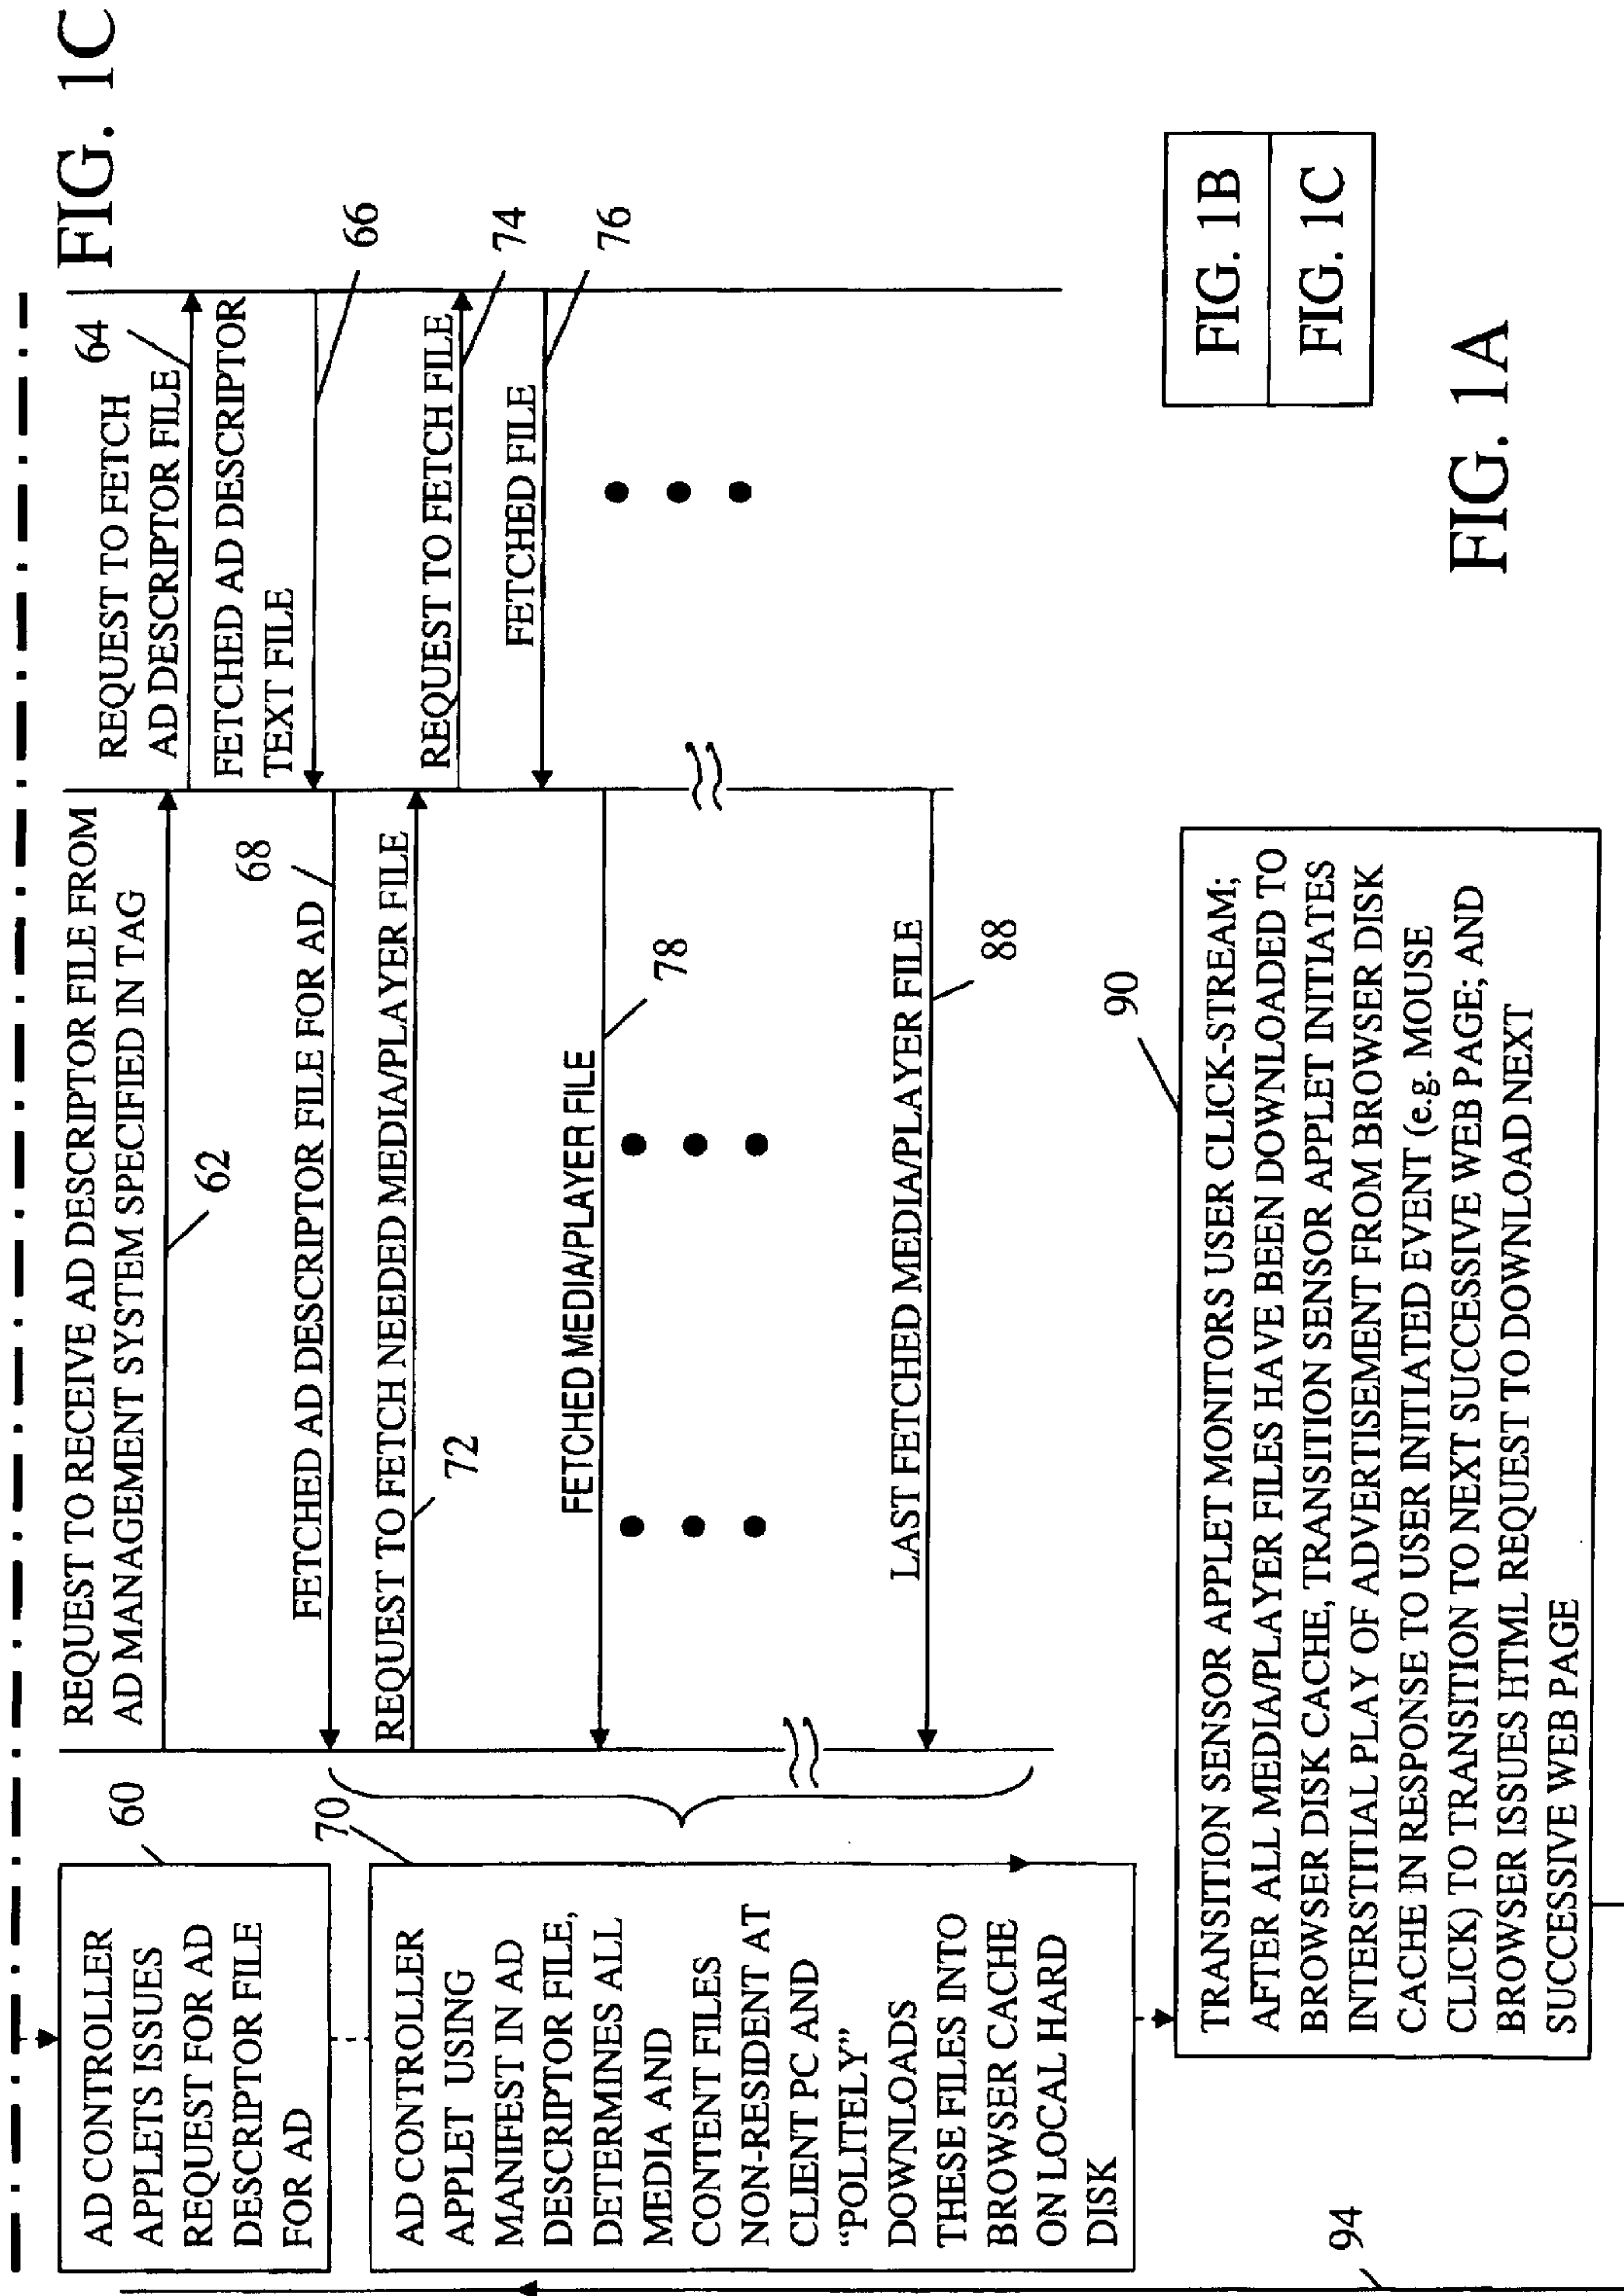 FIG. 1C
AD CONTROLLER
APPLETS ISSUES
REQUEST FOR AD
DESCRIPTOR FILE
FOR AD
60
REQUEST TO RECEIVE AD DESCRIPTOR FILE FROM
AD MANAGEMENT SYSTEM SPECIFIED IN TAG
62
REQUEST TO FETCH
AD DESCRIPTOR FILE
64
FETCHED AD DESCRIPTOR
TEXT FILE
66
FETCHED AD DESCRIPTOR FILE FOR AD
68
AD CONTROLLER
APPLET USING
MANIFEST IN AD
DESCRIPTOR FILE,
DETERMINES ALL
MEDIA AND
CONTENT FILES
NON-RESIDENT AT
CLIENT PC AND
“POLITELY”
DOWNLOADS
THESE FILES INTO
BROWSER CACHE
ON LOCAL HARD
DISK
70
REQUEST TO FETCH NEEDED MEDIA/PLAYER FILE
72
REQUEST TO FETCH FILE
74
FETCHED FILE
76
FETCHED MEDIA/PLAYER FILE
78
LAST FETCHED MEDIA/PLAYER FILE
88
90
TRANSITION SENSOR APPLET MONITORS USER CLICK-STREAM;
AFTER ALL MEDIA/PLAYER FILES HAVE BEEN DOWNLOADED TO
BROWSER DISK CACHE, TRANSITION SENSOR APPLET INITIATES
INTERSTITIAL PLAY OF ADVERTISEMENT FROM BROWSER DISK
CACHE IN RESPONSE TO USER INITIATED EVENT (e.g. MOUSE
CLICK) TO TRANSITION TO NEXT SUCCESSIVE WEB PAGE; AND
BROWSER ISSUES HTML REQUEST TO DOWNLOAD NEXT
SUCCESSIVE WEB PAGE
94
FIG. 1B
FIG. 1C
FIG. 1A